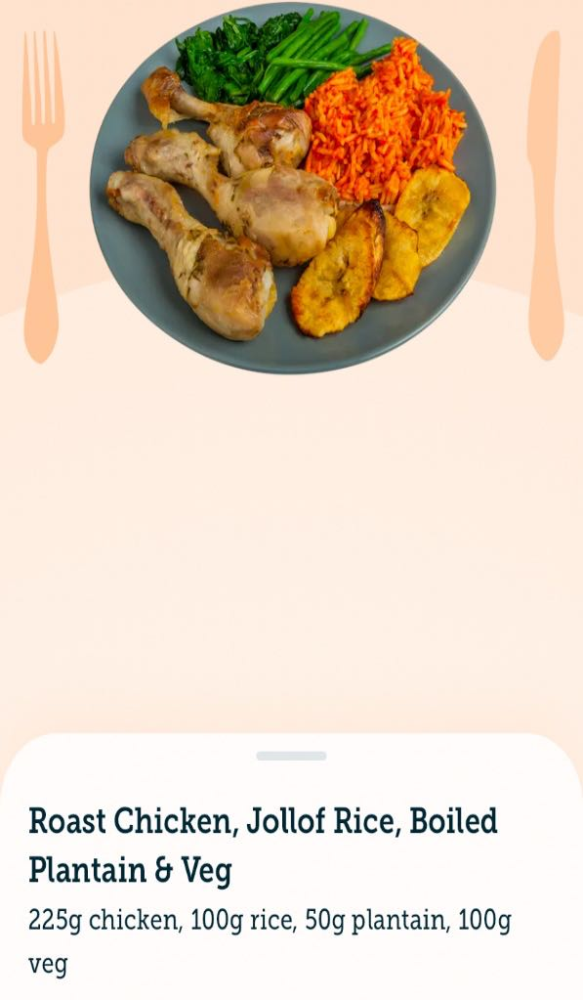 Roast Chicken, Jollof Rice, Boiled
Plantain & Veg
225g chicken, 100g rice, 50g plantain, 100g
veg